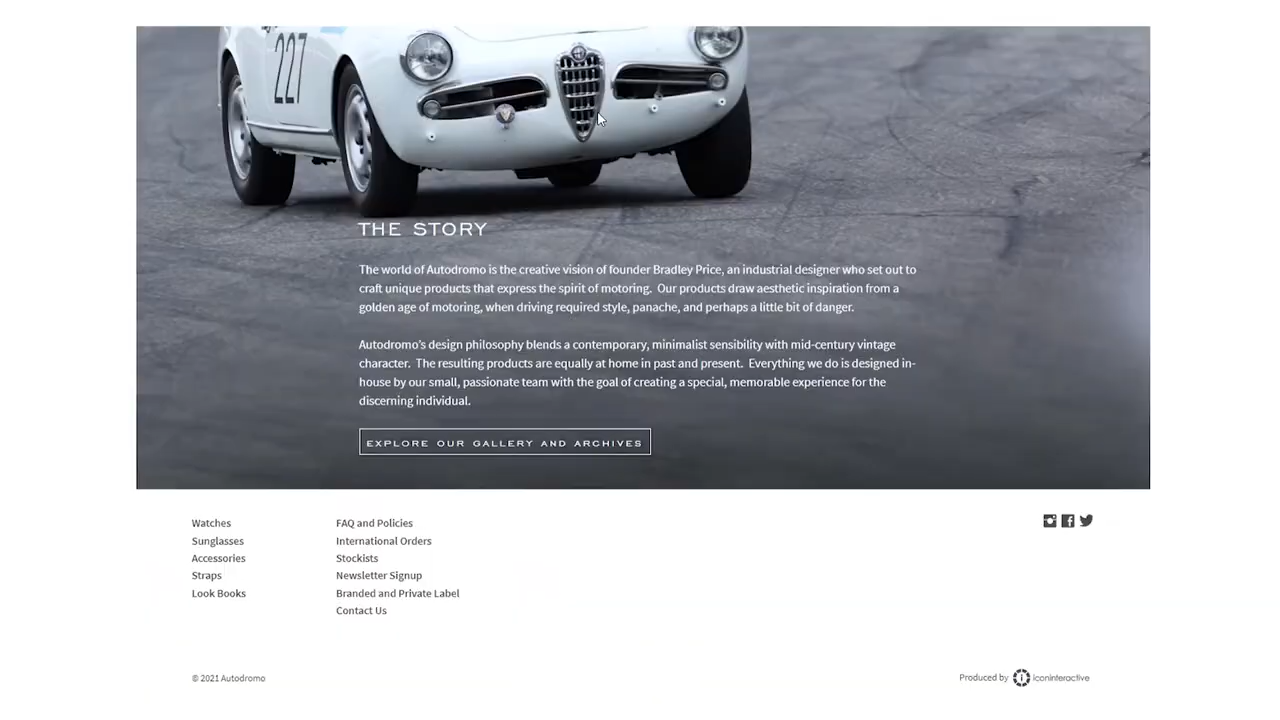 227
THE STORY
The world of Autodromo is the creative vision of founder Bradley Price, an industrial designer who set out to
craft unique products that express the spirit of motoring.  Our products draw aesthetic inspiration from a
golden age of motoring, when driving required style, panache, and perhaps a little bit of danger.
Autodromo's design philosophy blends a contemporary, minimalist sensibility with mid-century vintage
character.  The resulting products are equally at home in past and present.  Everything we do is designed in-
house by our small, passionate team with the goal of creating a special, memorable experience for the
discerning individual.
EXPLORE OUR GALLERY AND ARCHIVES
Watches
Sunglasses
Accessories
Straps
Look Books
FAQ and Policies
International Orders
Stockists
Newsletter Signup
Branded and Private Label
Contact Us
© 2021 Autodromo
Produced by iconinteractive